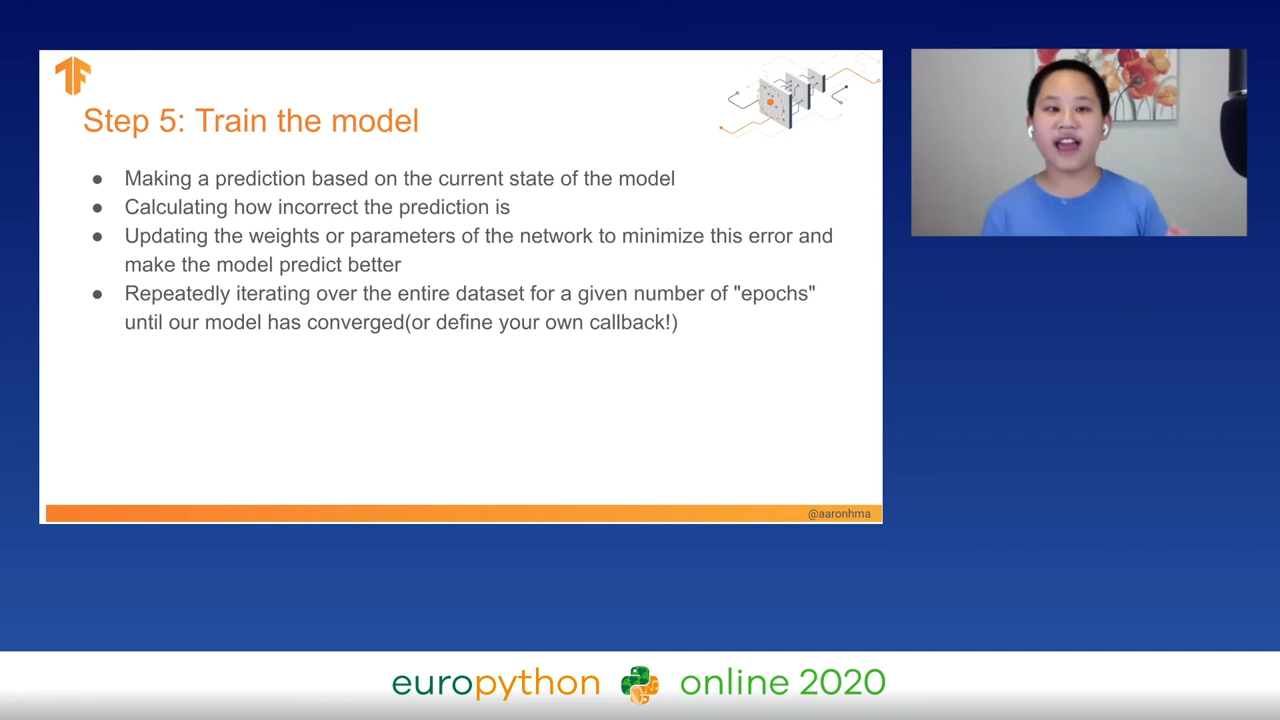 Step 5: Train the model
● Making a prediction based on the current state of the model
● Calculating how incorrect the prediction is
● Updating the weights or parameters of the network to minimize this error and
make the model predict better
● Repeatedly iterating over the entire dataset for a given number of "epochs"
until our model has converged(or define your own callback!)
@aaronhma
europython online 2020